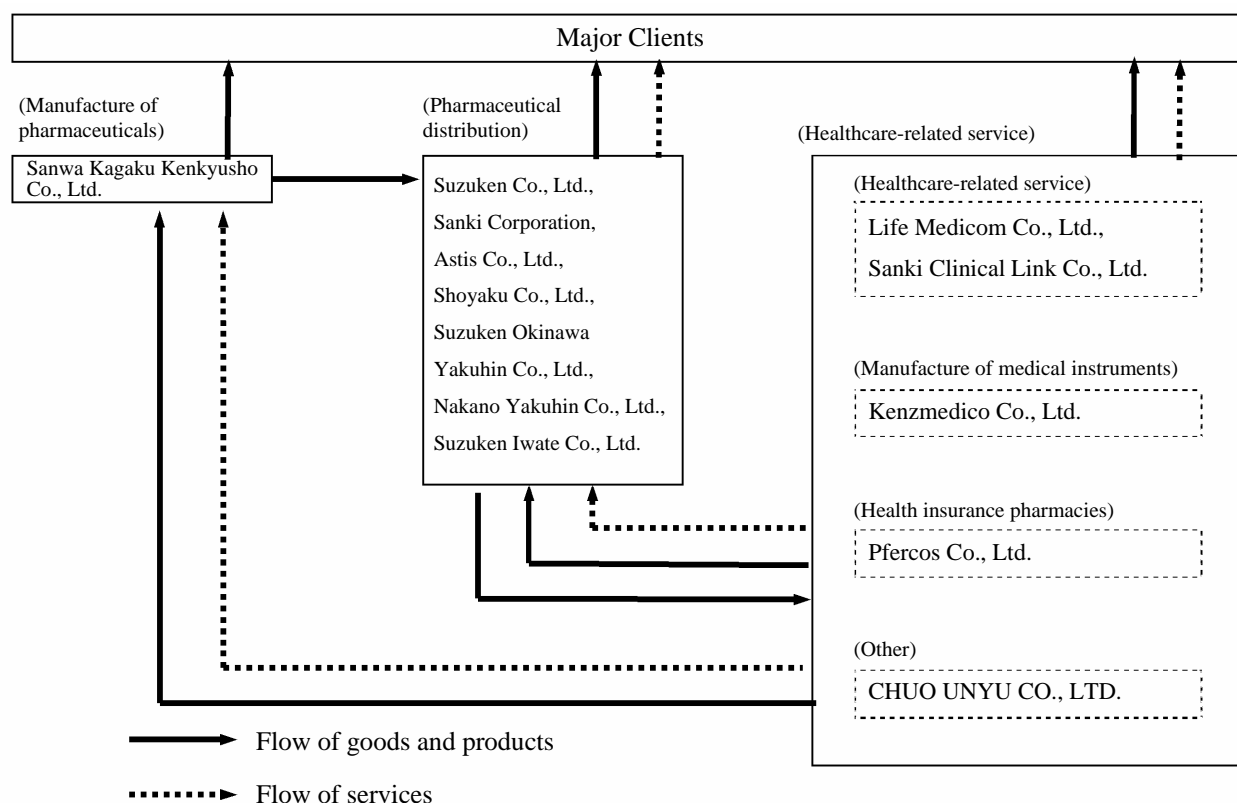 Major Clients
(Manufacture of
pharmaceuticals)
Sanwa Kagaku Kenkyusho
Co., Ltd.
(Pharmaceutical
distribution)
Suzuken Co., Ltd.,
Sanki Corporation,
Astis Co., Ltd.,
Shoyaku Co., Ltd.,
Suzuken Okinawa
Yakuhin Co., Ltd.,
Nakano Yakuhin Co., Ltd.,
Suzuken Iwate Co., Ltd.
(Healthcare-related service)
(Healthcare-related service)
Life Medicom Co., Ltd.,
Sanki Clinical Link Co., Ltd.
(Manufacture of medical instruments)
Kenzmedico Co., Ltd.
(Health insurance pharmacies)
Pfercos Co., Ltd.
(Other)
CHUO UNYU CO., LTD.
Flow of goods and products
Flow of services